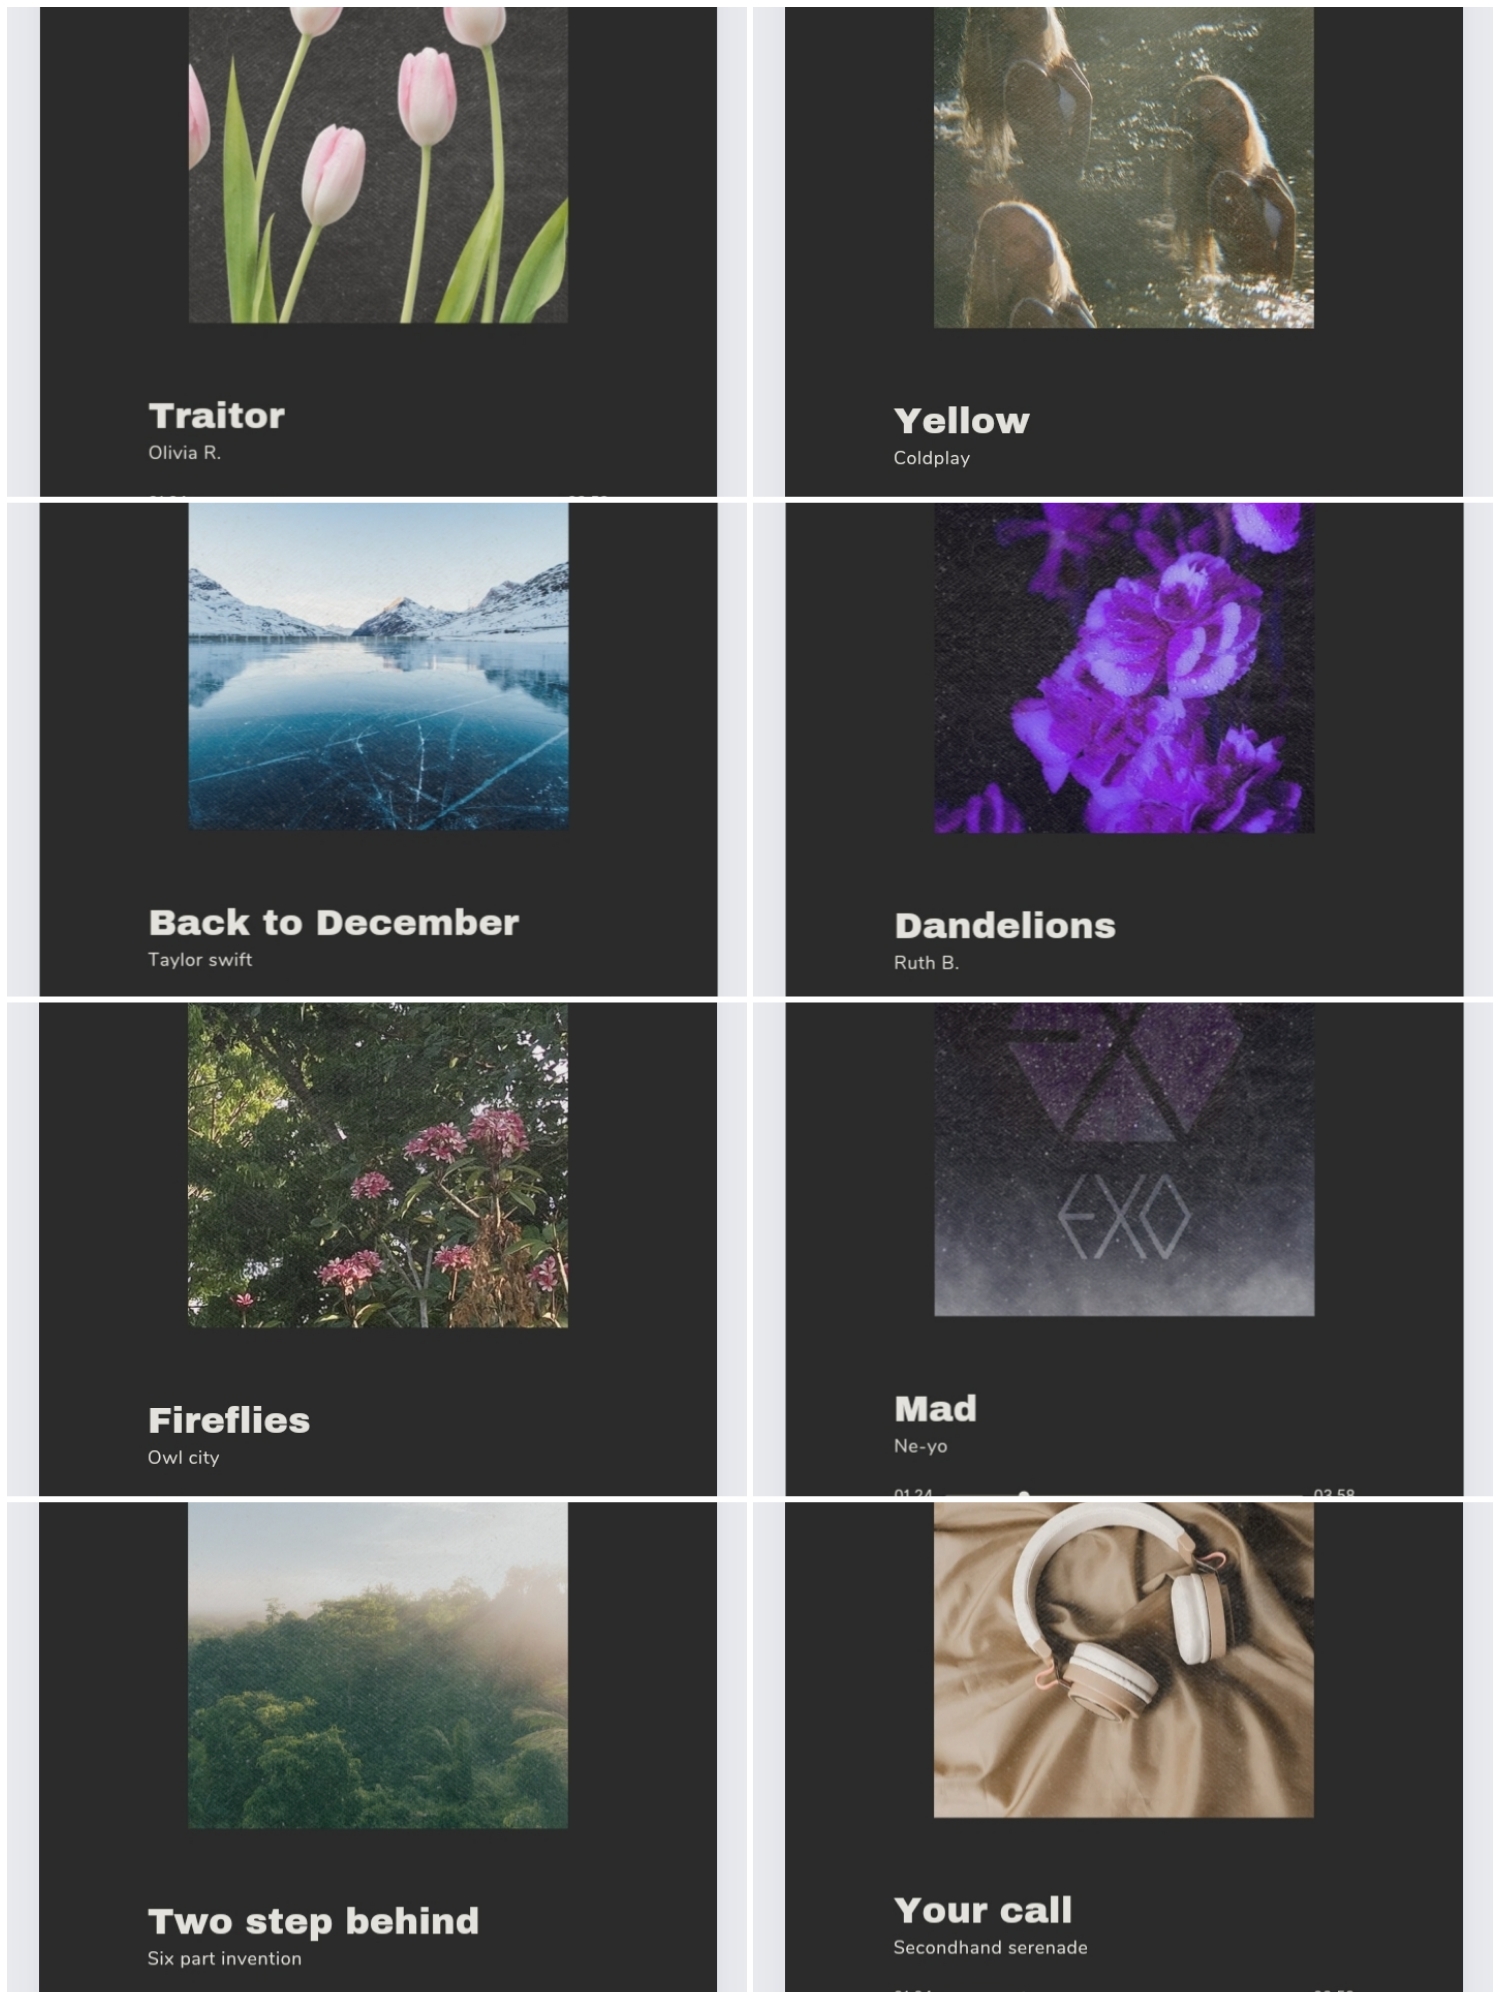 Traitor
Olivia R.
Yellow
Coldplay
Back to December
Taylor swift
Dandelions
Ruth B.
Fireflies
Owl city
EXO
Mad
Ne-yo
01.24 03.58
Two step behind
Six part invention
Your call
Secondhand serenade